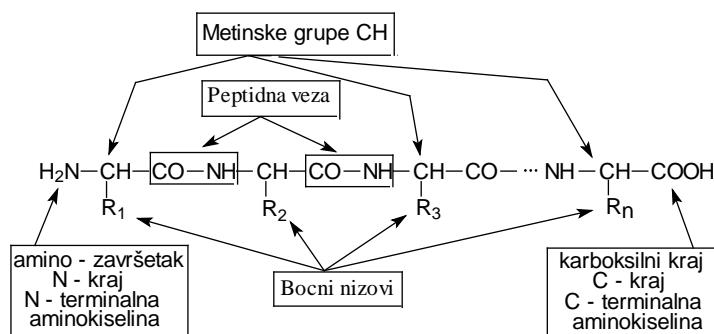 Metinske grupe CH
Peptidna veza
H₂N—CH—CO—NH—CH—CO—NH—CH—CO—···NH—CH—COOH
R₁ R₂ R₃ Rn
amino - završetak
N - kraj
N - terminalna
aminokiselina
Bocni nizovi
karboksilni kraj
C - kraj
C - terminalna
aminokiselina